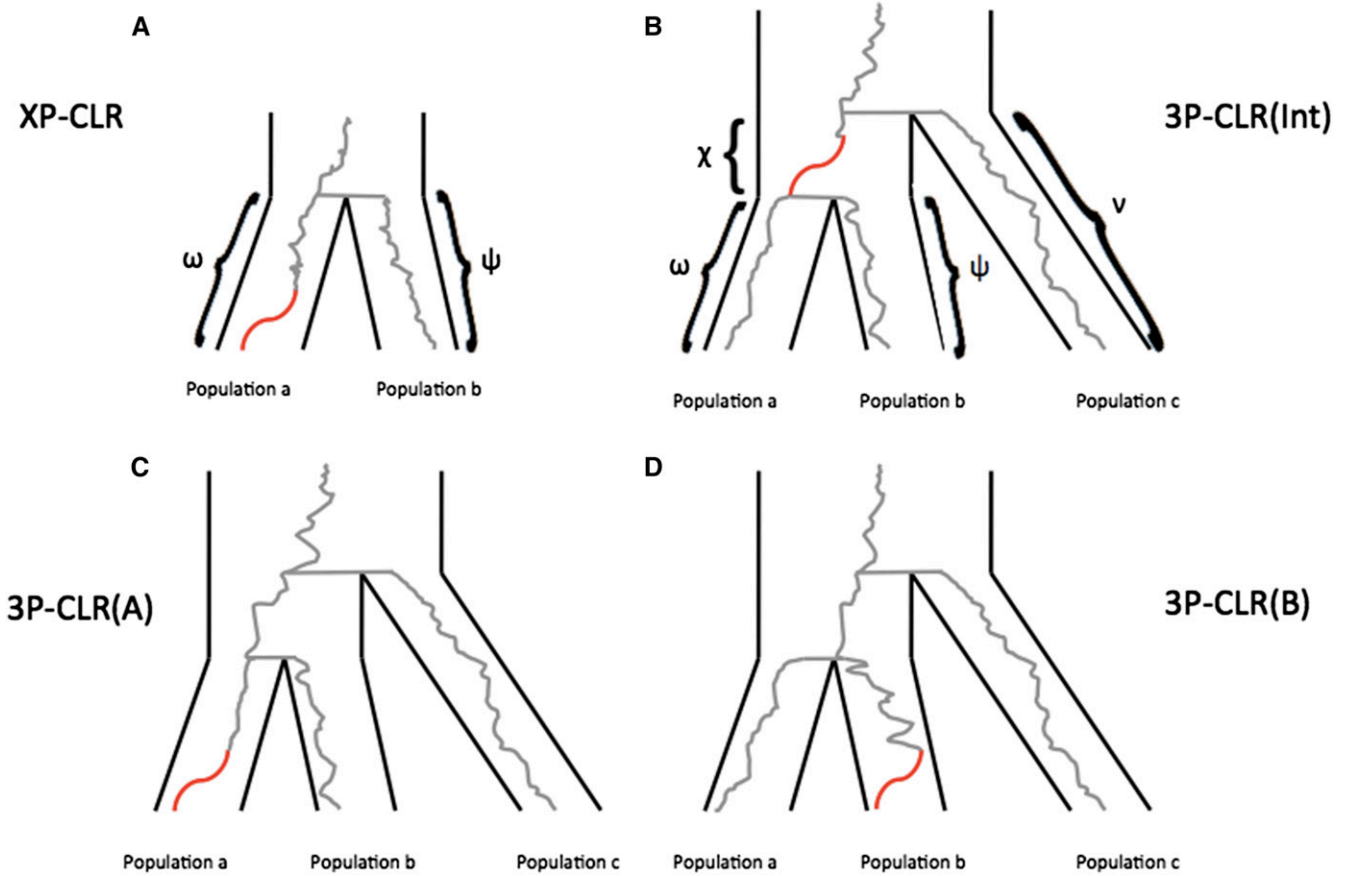 A
XP-CLR
ω
ψ
Population a Population b
B
3P-CLR(Int)
χ
ω
ψ
ν
Population a Population b Population c
C
3P-CLR(A)
Population a Population b Population c
D
3P-CLR(B)
Population a Population b Population c